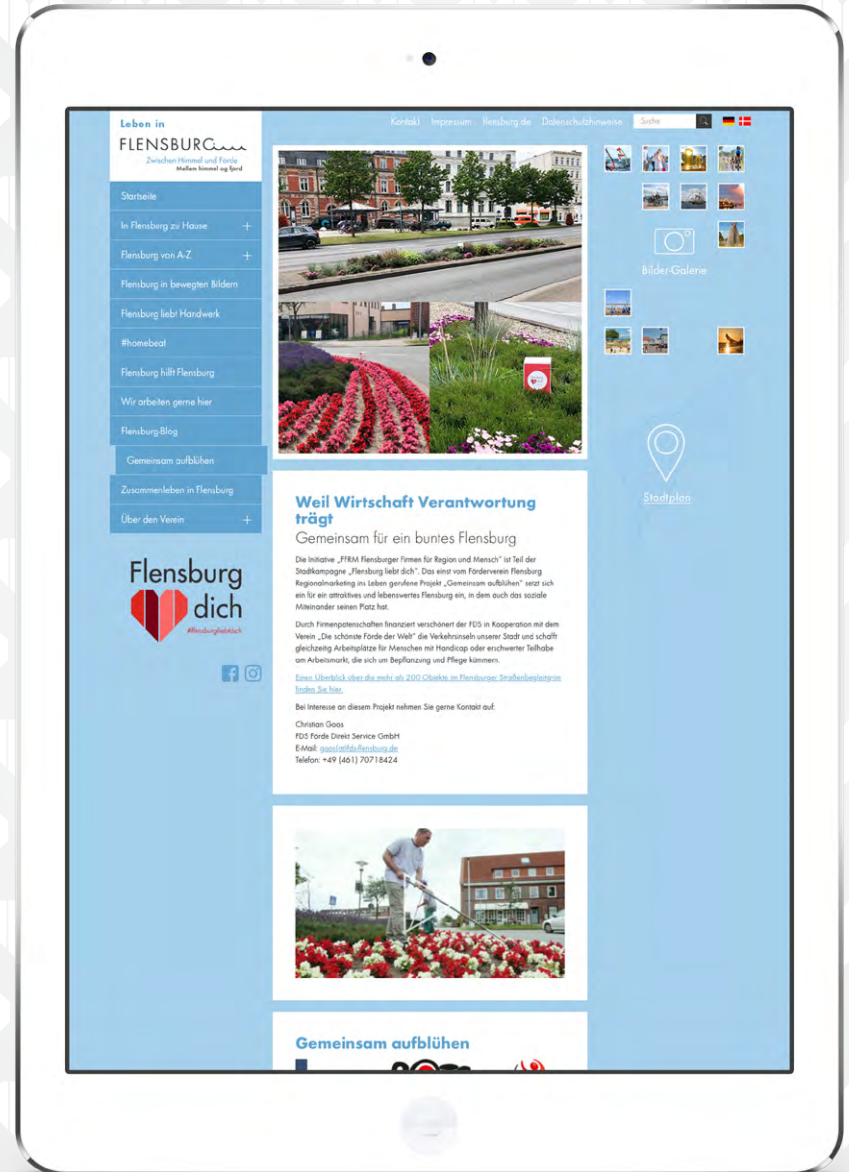 Leben in
FLENSBURG
Zwischen Himmel und Förde
Mellem himmel og fjord
Kontakt Impressum flensburg.de Datenschutzhinweise Suche
Startseite
In Flensburg zu Hause +
Flensburg von A-Z +
Flensburg in bewegten Bildern
Flensburg liebt Handwerk
#homebeat
Flensburg hilft Flensburg
Wir arbeiten gerne hier
Flensburg-Blog
Gemeinsam aufblühen
Zusammenleben in Flensburg
Über den Verein +
Flensburg
dich
#flensburgliebtdich
Weil Wirtschaft Verantwortung
trägt
Gemeinsam für ein buntes Flensburg
Die Initiative „FFRM Flensburger Firmen für Region und Mensch" ist Teil der
Stadtkampagne „Flensburg liebt dich". Das einst vom Förderverein Flensburg
Regionalmarketing ins Leben gerufene Projekt „Gemeinsam aufblühen" setzt sich
ein für ein attraktives und lebenswertes Flensburg ein, in dem auch das soziale
Miteinander seinen Platz hat.
Durch Firmenpatenschaften finanziert verschönert der FDS in Kooperation mit dem
Verein „Die schönste Förde der Welt" die Verkehrsinseln unserer Stadt und schafft
gleichzeitig Arbeitsplätze für Menschen mit Handicap oder erschwerter Teilhabe
am Arbeitsmarkt, die sich um Bepflanzung und Pflege kümmern.
Einen Überblick über die mehr als 200 Objekte im Flensburger Straßenbegleitgrün
finden Sie hier.
Bei Interesse an diesem Projekt nehmen Sie gerne Kontakt auf:
Christian Goos
FDS Förde Direkt Service GmbH
E-Mail: goos(at)fds-flensburg.de
Telefon: +49 (461) 70718424
Gemeinsam aufblühen
Bilder-Galerie
Stadtplan